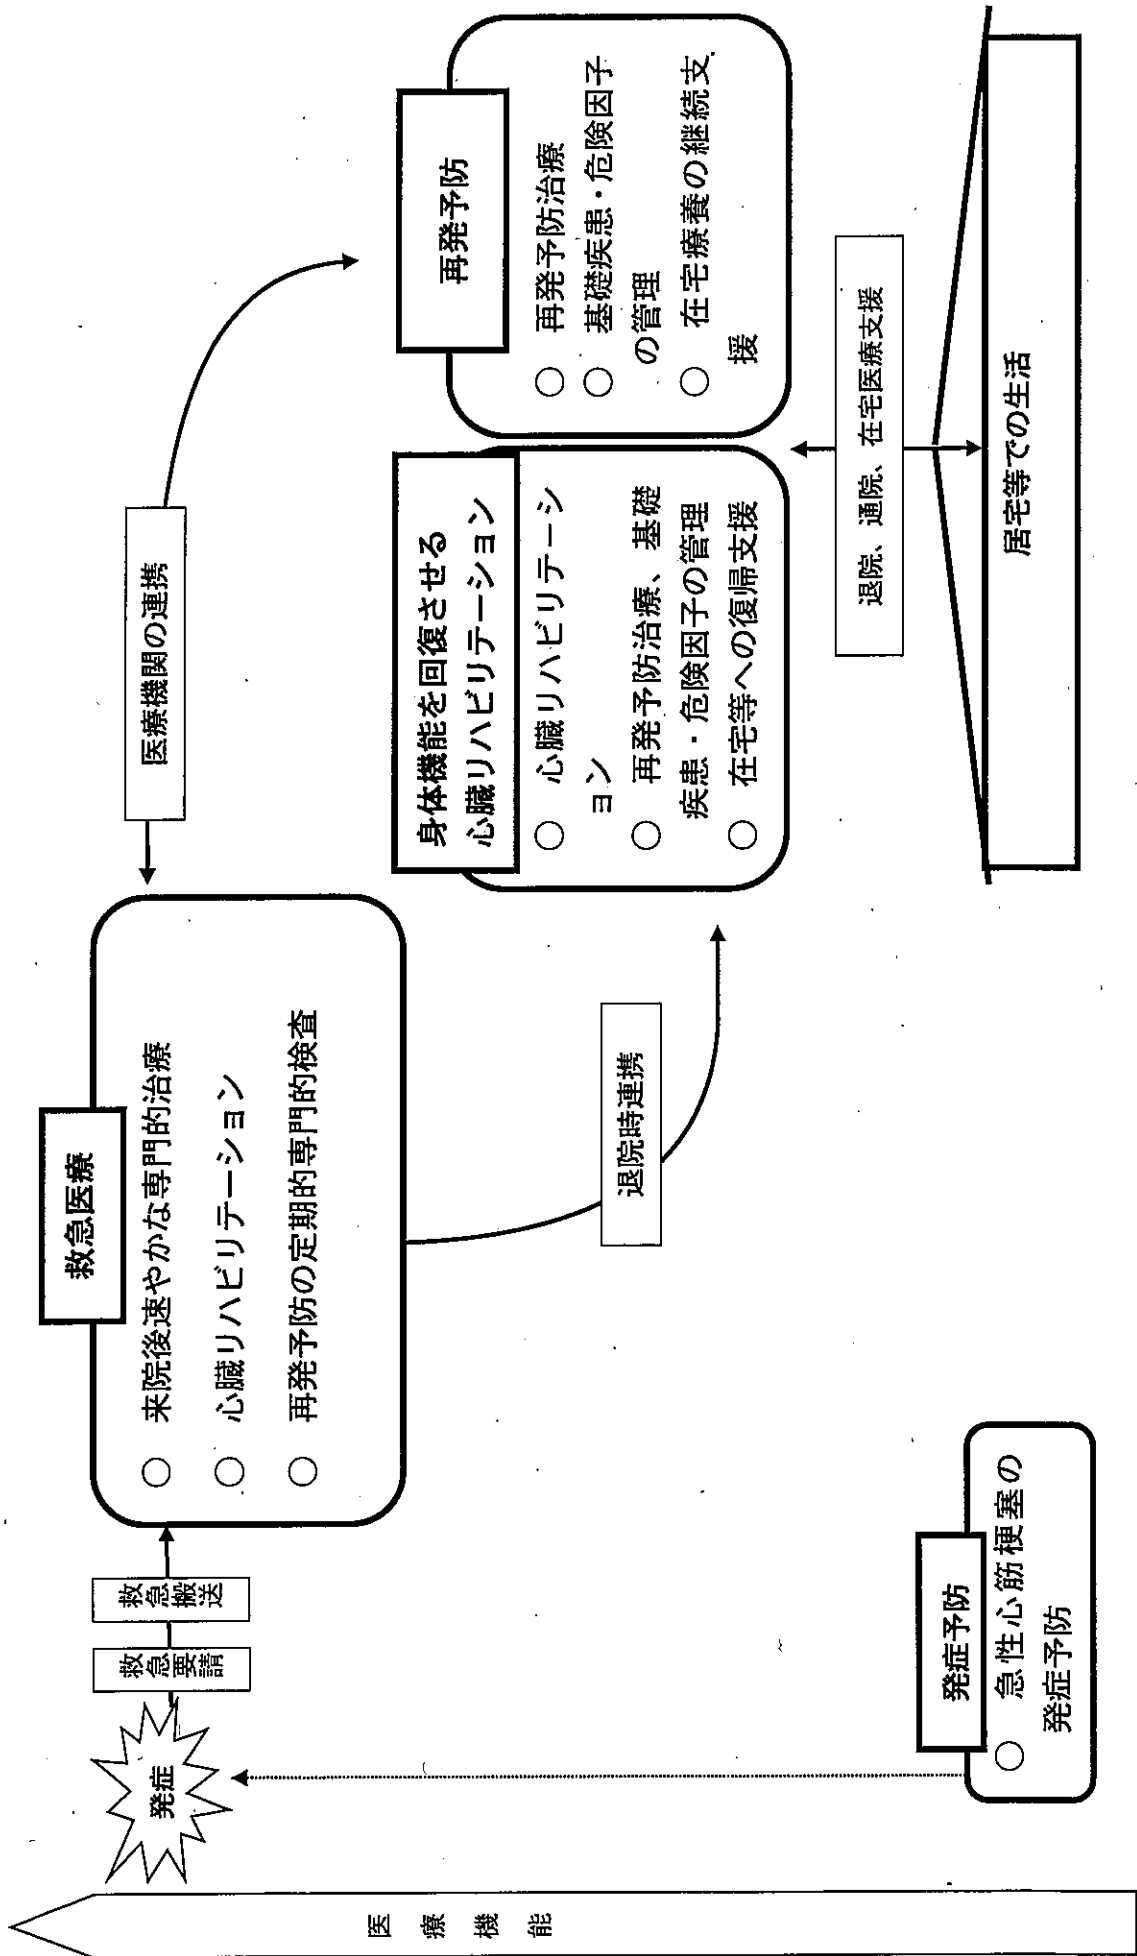 医療機能
発症
救急要請
救急搬送
救急医療
○ 来院後速やかな専門的治療
○ 心臓リハビリテーション
○ 再発予防の定期的専門的検査
医療機関の連携
退院時連携
身体機能を回復させる
心臓リハビリテーション
○ 心臓リハビリテーシ
ョン
○ 再発予防治療、基礎
疾患・危険因子の管理
○ 在宅等への復帰支援
再発予防
○ 再発予防治療
○ 基礎疾患・危険因子
の管理
○ 在宅療養の継続支
援
退院、通院、在宅医療支援
居宅等での生活
発症予防
○ 急性心筋梗塞の
発症予防